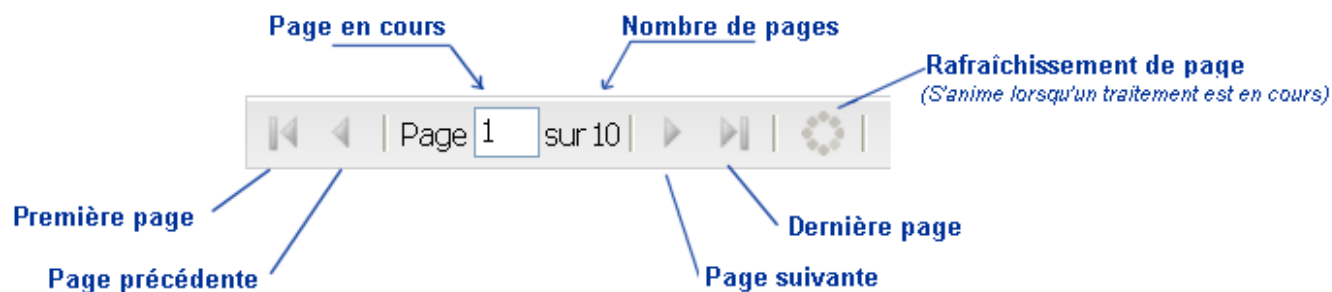 Page en cours
Nombre de pages
Rafraîchissement de page
(S'anime lorsqu'un traitement est en cours)
Page 1 sur 10
Première page
Dernière page
Page précédente
Page suivante